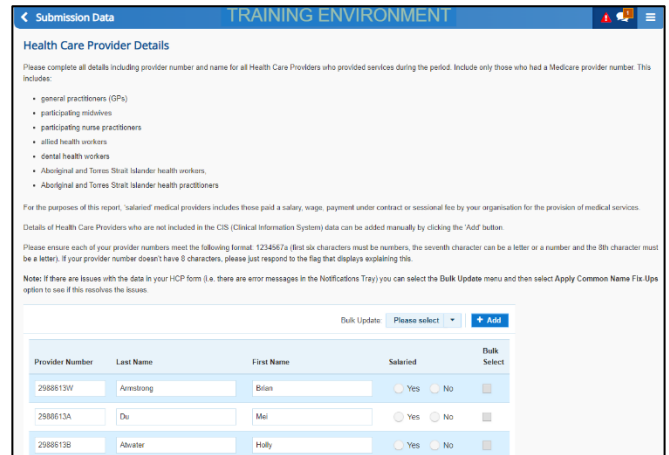 Submission Data
TRAINING ENVIRONMENT
Health Care Provider Details
Please complete all details including provider number and name for all Health Care Providers who provided services during the period. Include only those who had a Medicare provider number. This
includes:
• general practitioners (GPs)
• participating midwives
• participating nurse practitioners
• allied health workers
• dental health workers
• Aboriginal and Torres Strait Islander health workers,
• Aboriginal and Torres Strait Islander health practitioners
For the purposes of this report, 'salaried' medical providers includes these paid a salary, wage, payment under contract or sessional fee by your organisation for the provision of medical services.
Details of Health Care Providers who are not included in the CIS (Clinical Information System) data can be added manually by clicking the 'Add' button.
Please ensure each of your provider numbers meet the following format: 1234567a (first six characters must be numbers, the seventh character can be a letter or a number and the 8th character must
be a letter). If your provider number doesn't have 8 characters, please just respond to the flag that displays explaining this.
Note: If there are issues with the data in your HCP form (i.e. there are error messages in the Notifications Tray) you can select the Bulk Update menu and then select Apply Common Name Fix-Ups
option to see if this resolves the issues.
Bulk Update: Please select + Add
Provider Number Last Name First Name Salaried Bulk Select
2988613W Armstrong Brian Yes No
2988613A Du Mei Yes No
2988613B Atwater Holly Yes No